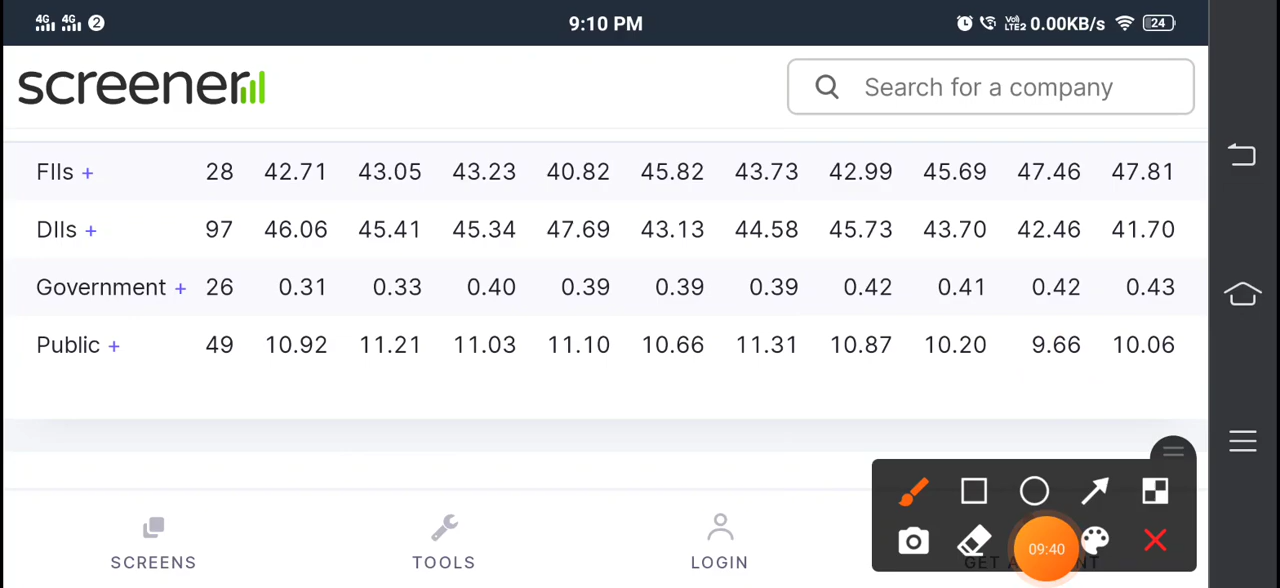 4G 4G 2 9:10 PM VoLTE2 0.00KB/s 24
screener Search for a company
FIIs + 28 42.71 43.05 43.23 40.82 45.82 43.73 42.99 45.69 47.46 47.81
DIIs + 97 46.06 45.41 45.34 47.69 43.13 44.58 45.73 43.70 42.46 41.70
Government + 26 0.31 0.33 0.40 0.39 0.39 0.39 0.42 0.41 0.42 0.43
Public + 49 10.92 11.21 11.03 11.10 10.66 11.31 10.87 10.20 9.66 10.06
09:40
SCREENS TOOLS LOGIN GET